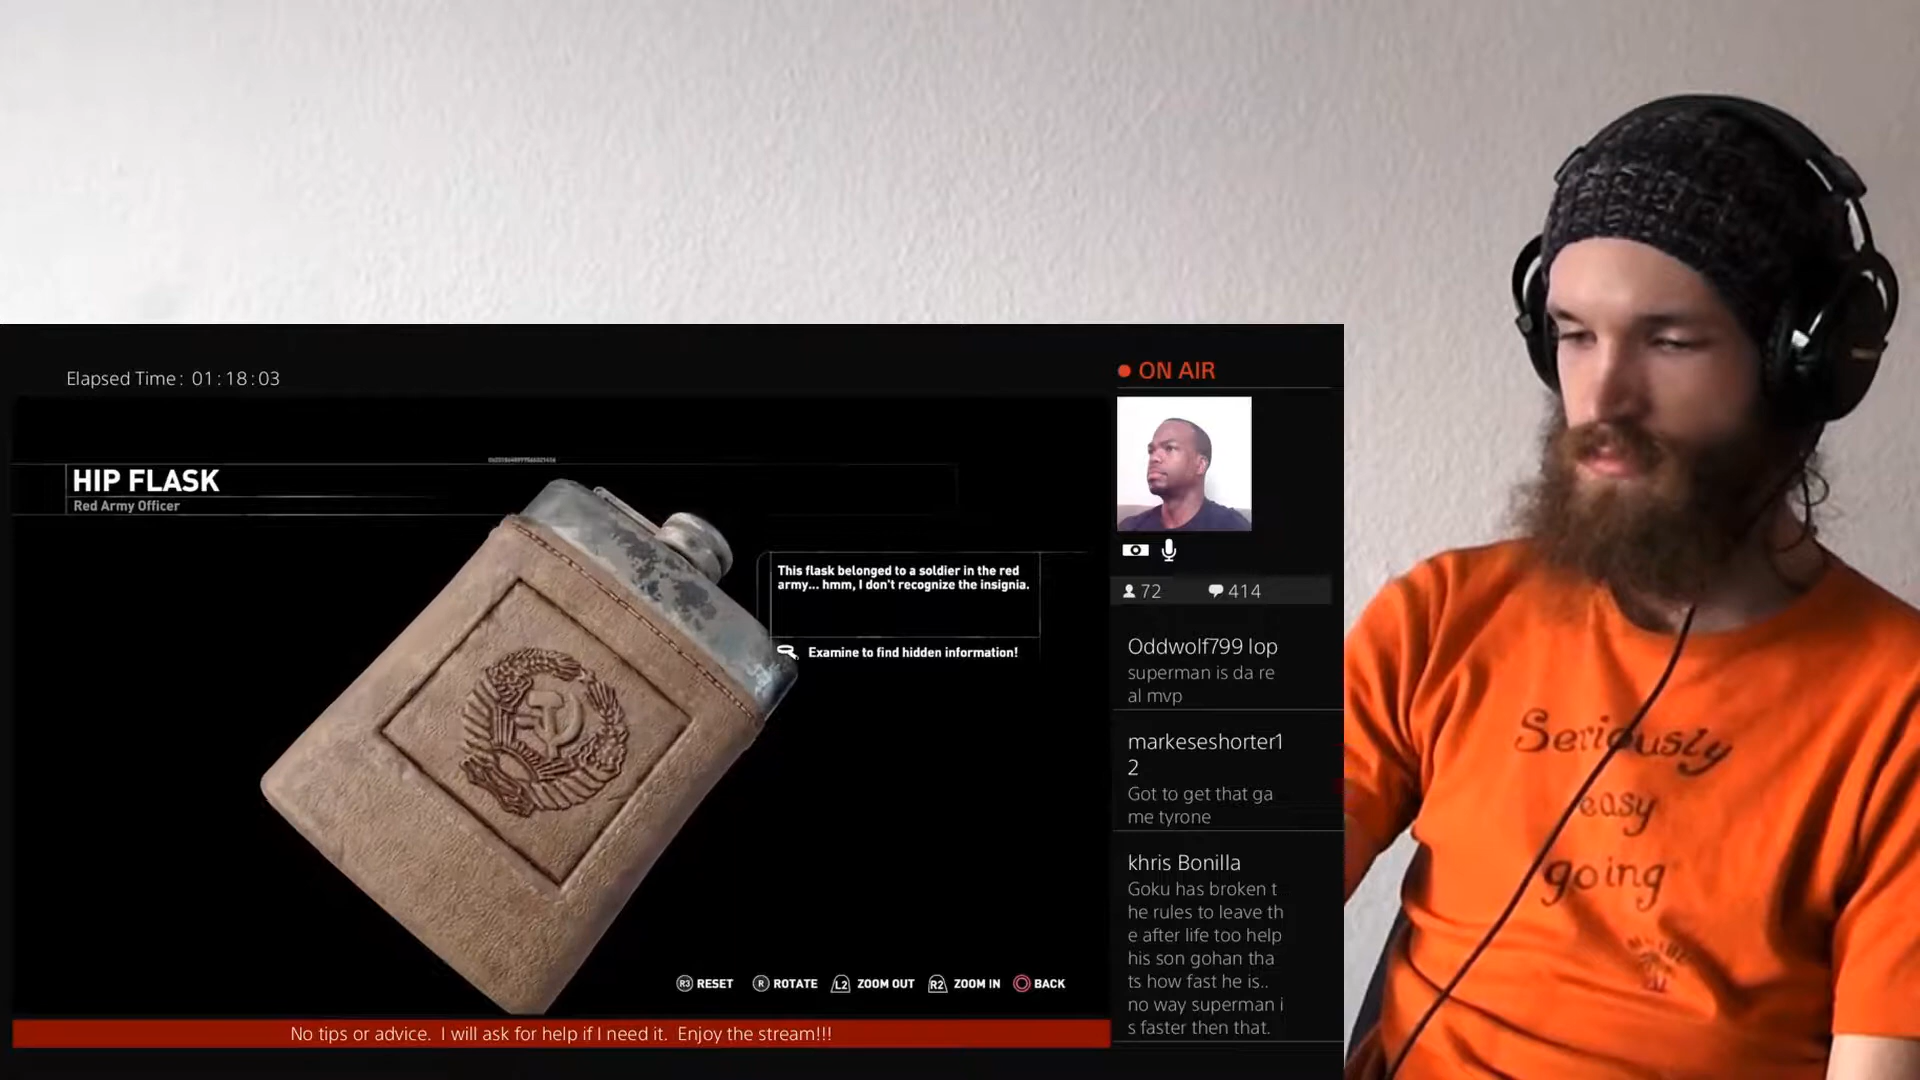 Elapsed Time: 01:18:03
ON AIR
HIP FLASK
Red Army Officer
This flask belonged to a soldier in the red
army... hmm, I don't recognize the insignia.
Examine to find hidden information!
72 414
Oddwolf799 lop
superman is da re
al mvp
markeseshorter1
2
Got to get that ga
me tyrone
khris Bonilla
Goku has broken t
he rules to leave th
e after life too help
his son gohan tha
ts how fast he is..
no way superman i
s faster then that.
R3 RESET R ROTATE L2 ZOOM OUT R2 ZOOM IN BACK
No tips or advice. I will ask for help if I need it. Enjoy the stream!!!
Seriously
easy
going